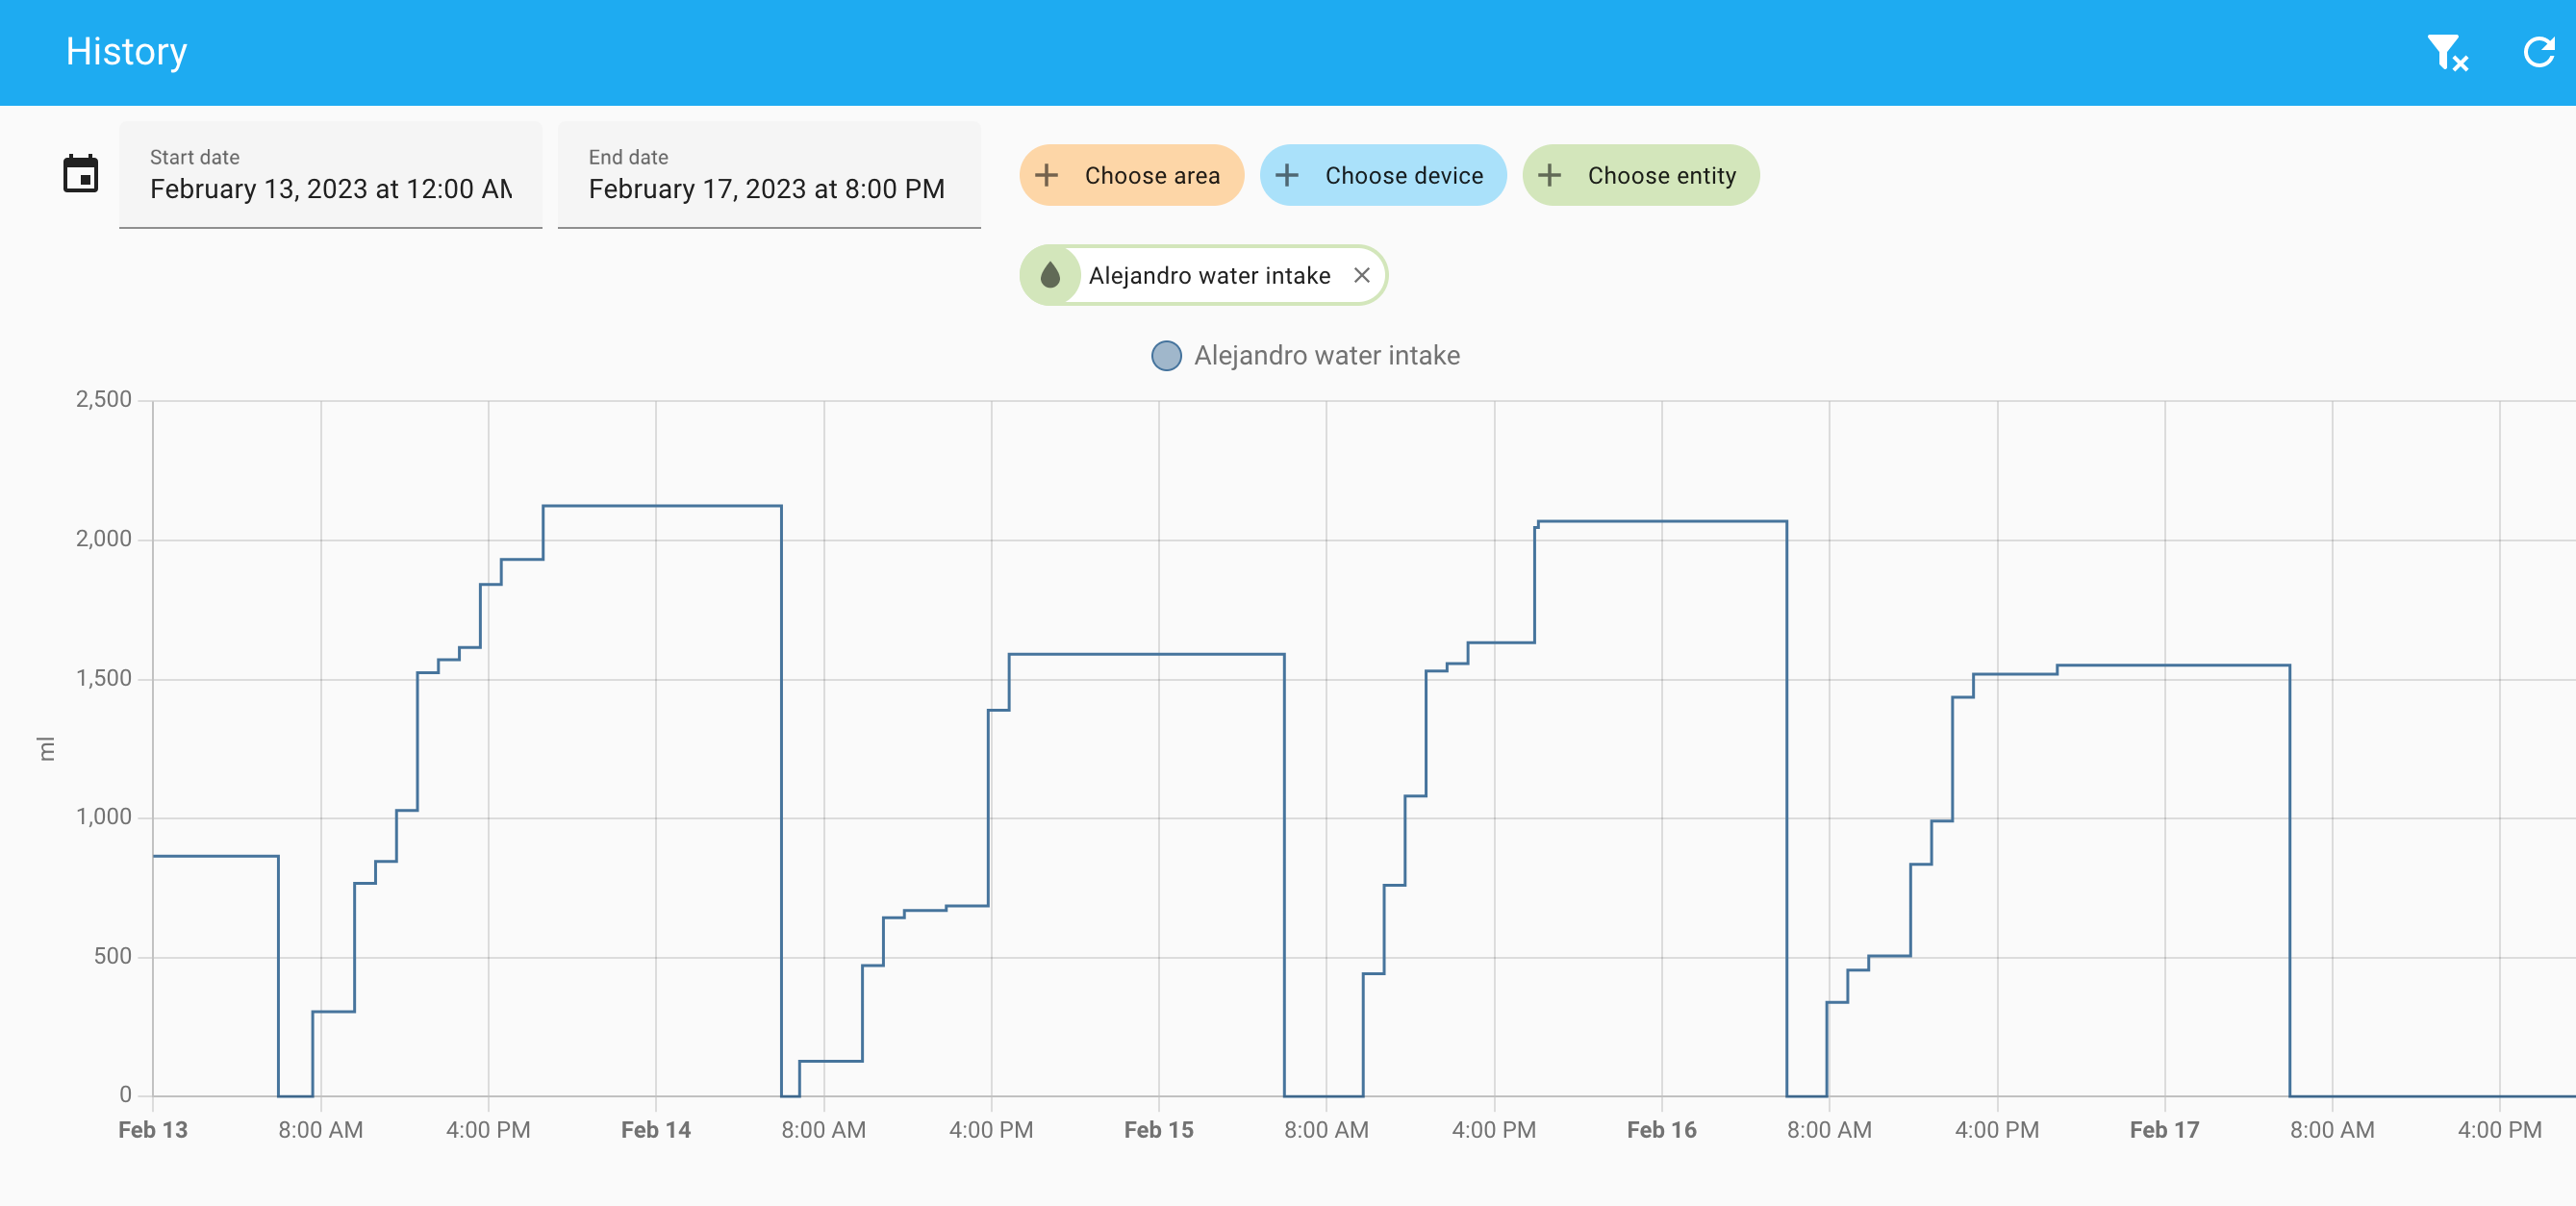 History
Start date
February 13, 2023 at 12:00 AM
End date
February 17, 2023 at 8:00 PM
Choose area
Choose device
Choose entity
Alejandro water intake
Alejandro water intake
2,500
2,000
1,500
1,000
500
0
ml
Feb 13
8:00 AM
4:00 PM
Feb 14
8:00 AM
4:00 PM
Feb 15
8:00 AM
4:00 PM
Feb 16
8:00 AM
4:00 PM
Feb 17
8:00 AM
4:00 PM